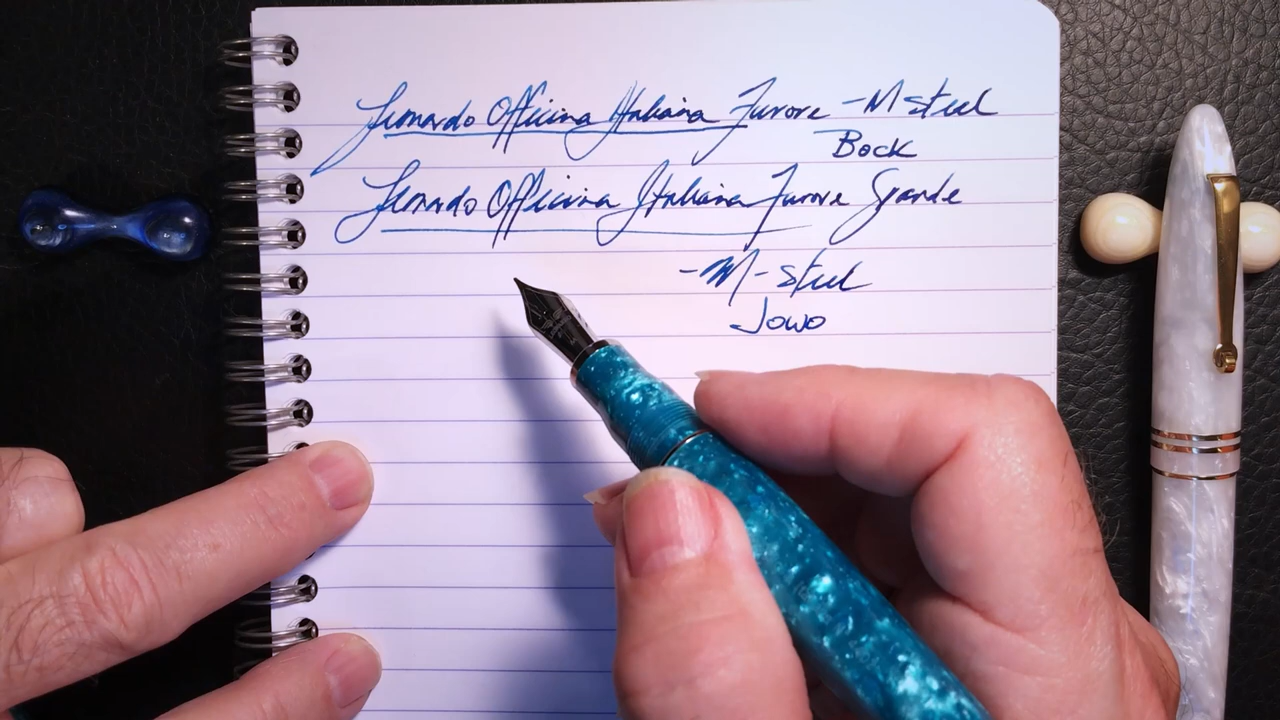 Leonardo Officina Italiana Furore - M Steel
Bock
Leonardo Officina Italiana Furore Grande
- M - Steel
Jowo